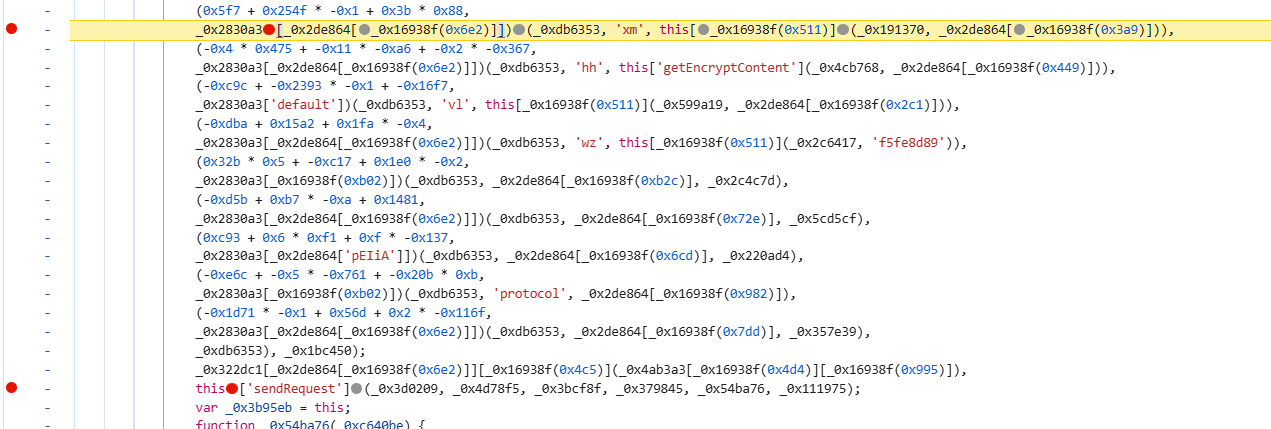 (0x5f7 + 0x254f * -0x1 + 0x3b * 0x88,
- _0x2830a3[_0x2de864[_0x16938f(0x6e2)]])(_0xdb6353, 'xm', this[_0x16938f(0x511)](_0x191370, _0x2de864[_0x16938f(0x3a9)])),
- (-0x4 * 0x475 + -0x11 * -0xa6 + -0x2 * -0x367,
- _0x2830a3[_0x2de864[_0x16938f(0x6e2)]])(_0xdb6353, 'hh', this['getEncryptContent'](_0x4cb768, _0x2de864[_0x16938f(0x449)])),
- (-0xc9c + -0x2393 * -0x1 + -0x16f7,
- _0x2830a3['default'])(_0xdb6353, 'vl', this[_0x16938f(0x511)](_0x599a19, _0x2de864[_0x16938f(0x2c1)])),
- (-0xdba + 0x15a2 + 0x1fa * -0x4,
- _0x2830a3[_0x2de864[_0x16938f(0x6e2)]])(_0xdb6353, 'wz', this[_0x16938f(0x511)](_0x2c6417, 'f5fe8d89')),
- (0x32b * 0x5 + -0xc17 + 0x1e0 * -0x2,
- _0x2830a3[_0x16938f(0xb02)])(_0xdb6353, _0x2de864[_0x16938f(0xb2c)], _0x2c4c7d),
- (-0xd5b + 0xb7 * -0xa + 0x1481,
- _0x2830a3[_0x2de864[_0x16938f(0x6e2)]])(_0xdb6353, _0x2de864[_0x16938f(0x72e)], _0x5cd5cf),
- (0xc93 + 0x6 * 0xf1 + 0xf * -0x137,
- _0x2830a3[_0x2de864['pEIiA']])(_0xdb6353, _0x2de864[_0x16938f(0x6cd)], _0x220ad4),
- (-0xe6c + -0x5 * -0x761 + -0x20b * 0xb,
- _0x2830a3[_0x16938f(0xb02)])(_0xdb6353, 'protocol', _0x2de864[_0x16938f(0x982)]),
- (-0x1d71 * -0x1 + 0x56d + 0x2 * -0x116f,
- _0x2830a3[_0x2de864[_0x16938f(0x6e2)]])(_0xdb6353, _0x2de864[_0x16938f(0x7dd)], _0x357e39),
- _0xdb6353), _0x1bc450);
- _0x322dc1[_0x2de864[_0x16938f(0x6e2)]][_0x16938f(0x4c5)](_0x4ab3a3[_0x16938f(0x4d4)][_0x16938f(0x995)]),
- this['sendRequest'](_0x3d0209, _0x4d78f5, _0x3bcf8f, _0x379845, _0x54ba76, _0x111975);
- var _0x3b95eb = this;
- function _0x54ba76(_0xc640be) {